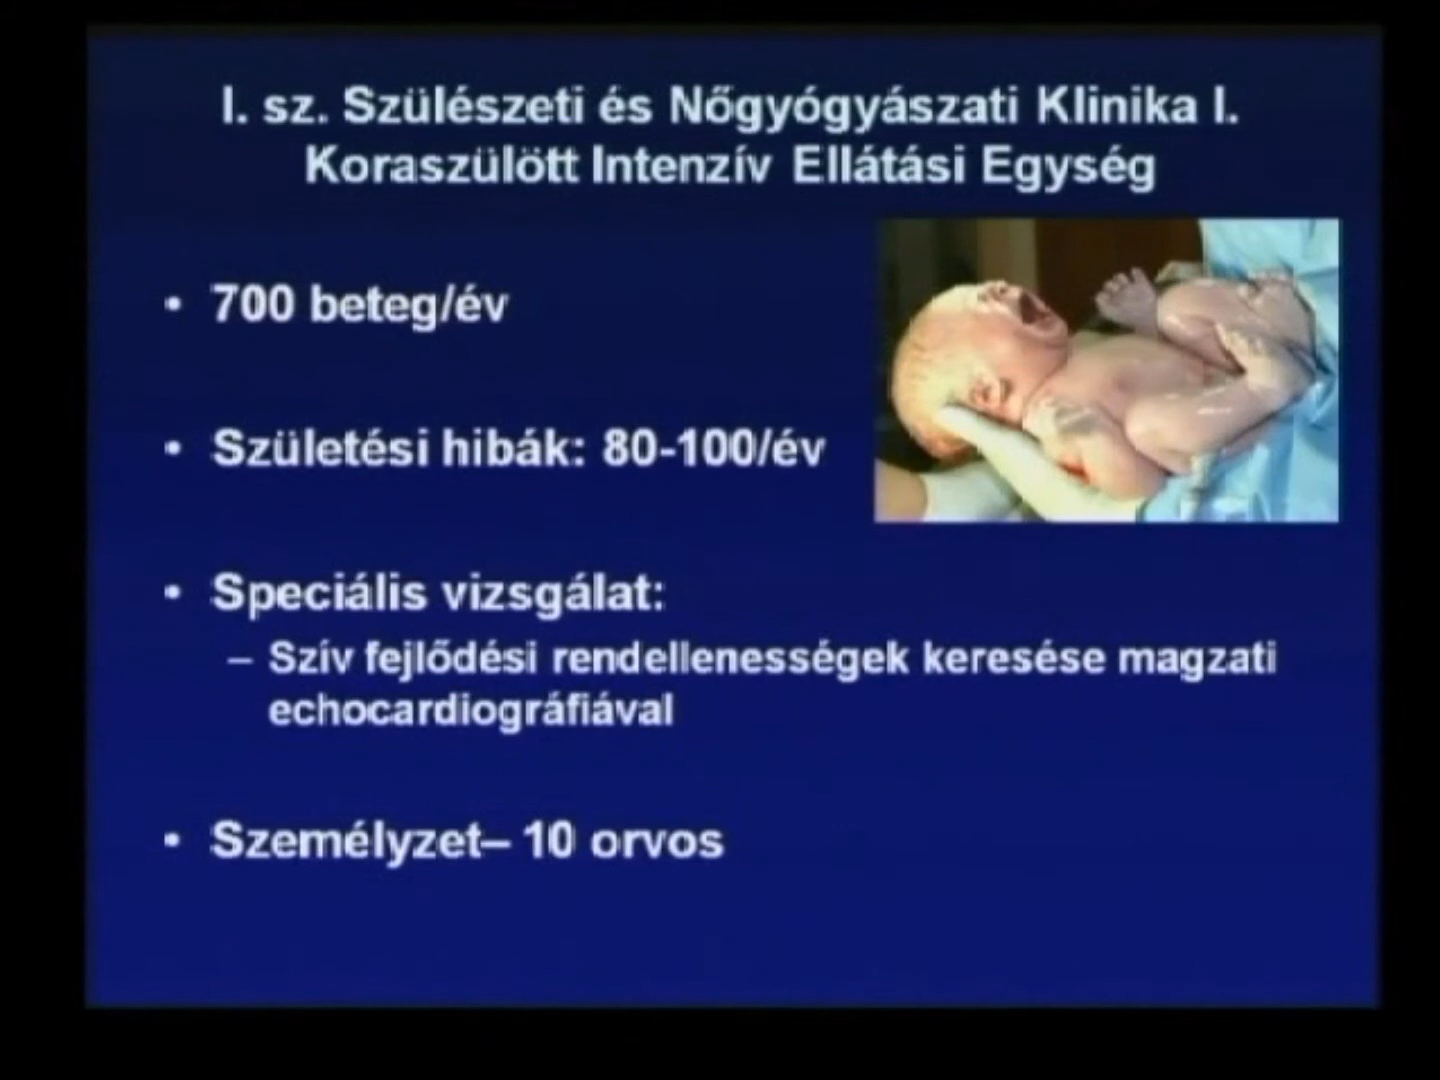 I. sz. Szülészeti és Nőgyógyászati Klinika I.
Koraszülött Intenzív Ellátási Egység
• 700 beteg/év
• Születési hibák: 80-100/év
• Speciális vizsgálat:
– Szív fejlődési rendellenességek keresése magzati
echocardiográfiával
• Személyzet– 10 orvos